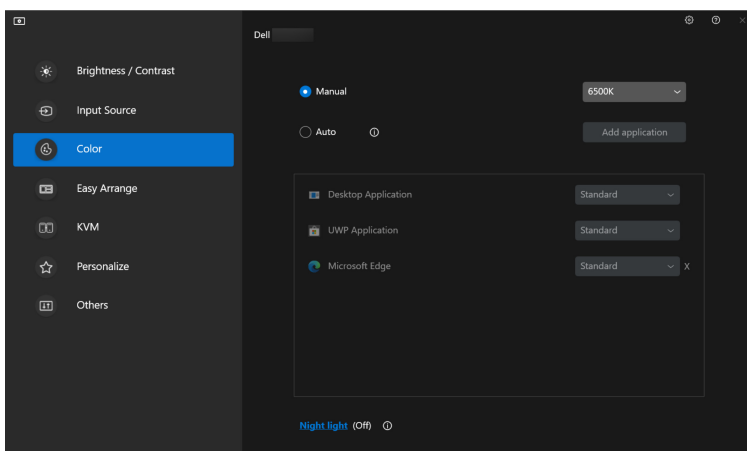 Dell
Brightness / Contrast
Input Source
Color
Easy Arrange
KVM
Personalize
Others
Manual
6500K
Auto
Add application
Desktop Application
Standard
UWP Application
Standard
Microsoft Edge
Standard
X
Night light (Off)